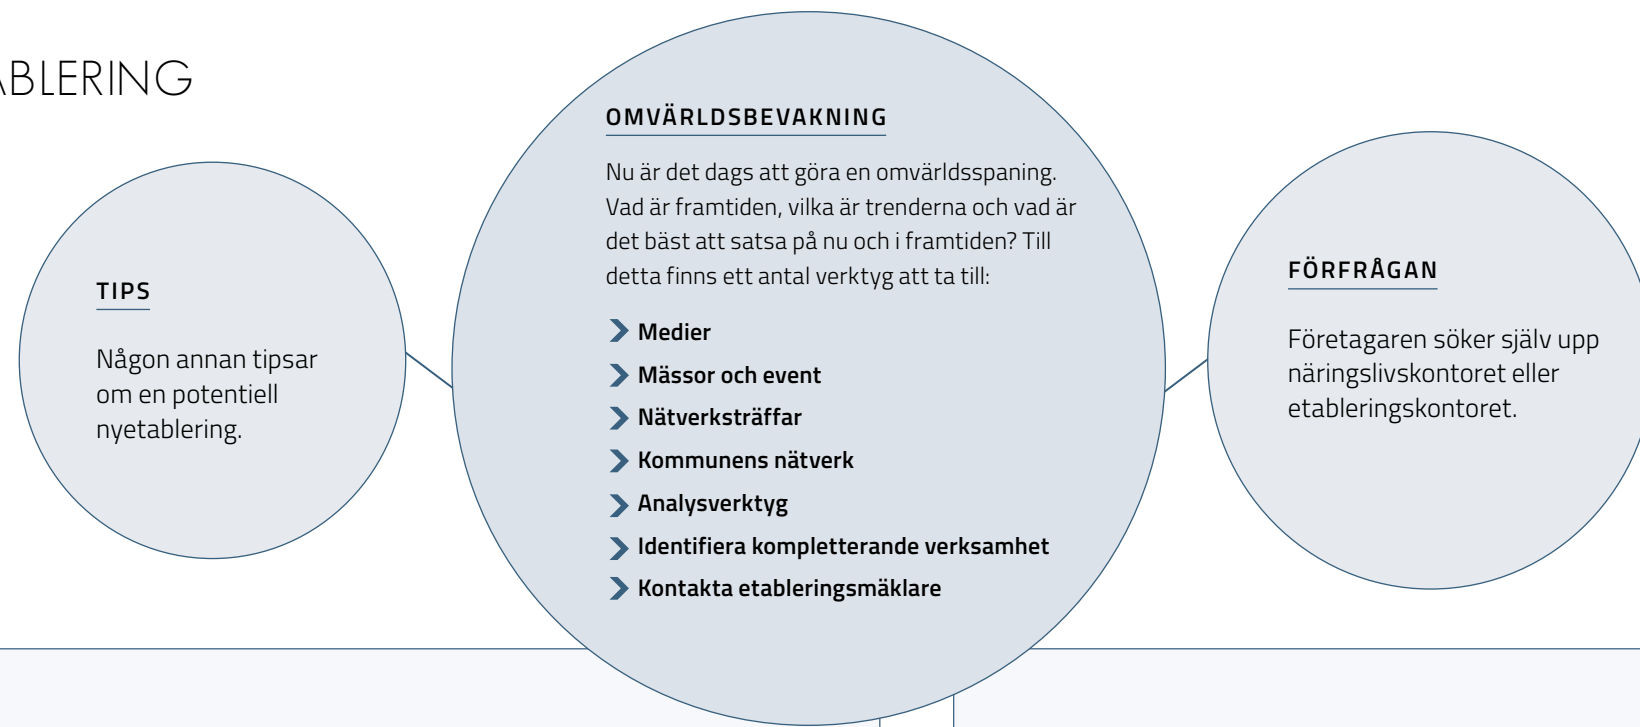 ABLERING
TIPS
Någon annan tipsar
om en potentiell
nyetablering.
OMVÄRLDSBEVAKNING
Nu är det dags att göra en omvärldsspaning.
Vad är framtiden, vilka är trenderna och vad är
det bäst att satsa på nu och i framtiden? Till
detta finns ett antal verktyg att ta till:
Medier
Mässor och event
Nätverksträffar
Kommunens nätverk
Analysverktyg
Identifiera kompletterande verksamhet
Kontakta etableringsmäklare
FÖRFRÅGAN
Företagaren söker själv upp
näringslivskontoret eller
etableringskontoret.